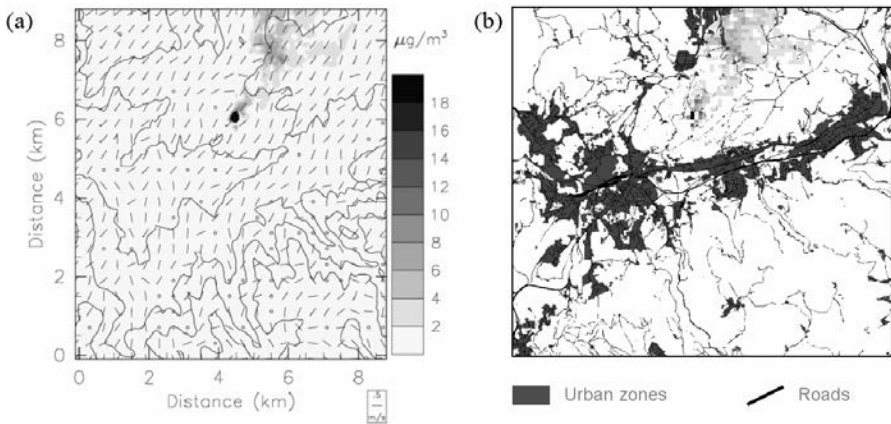 (a)
μg/m³
18
16
14
12
10
8
6
4
2
8
6
4
2
0
Distance (km)
0 2 4 6 8
Distance (km)
.5
m/s
(b)
Urban zones
Roads